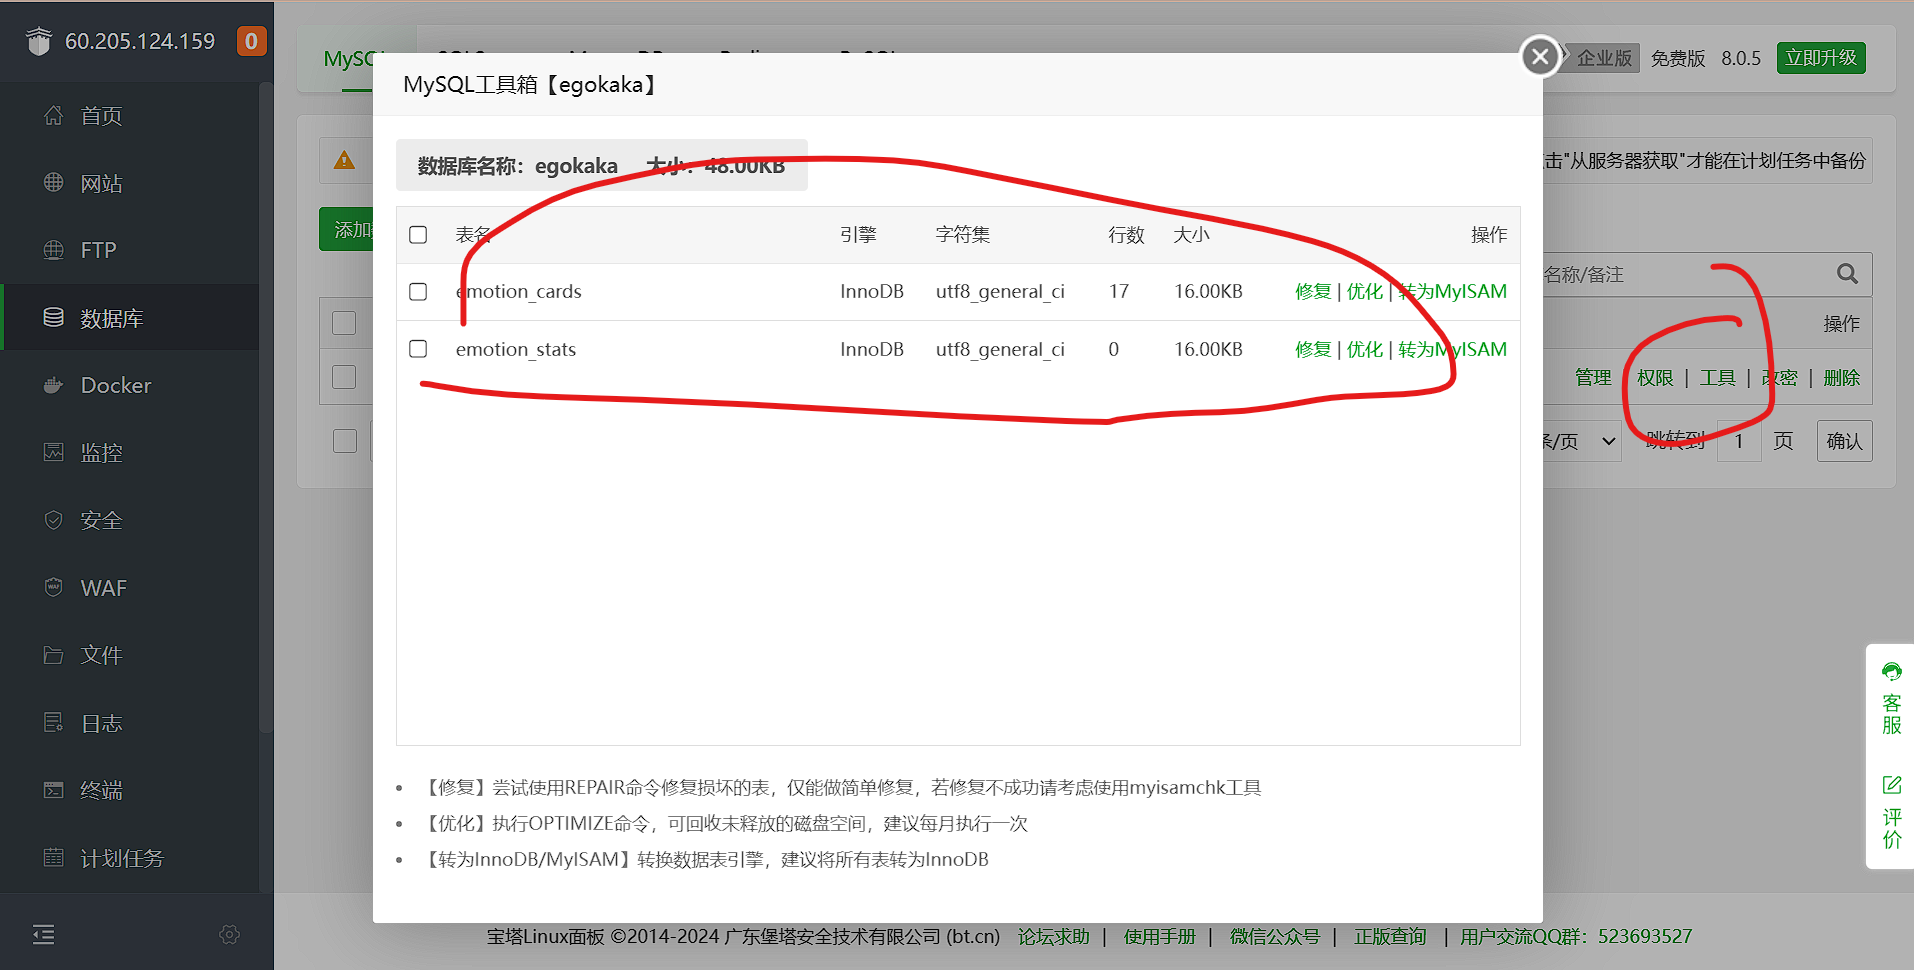 60.205.124.159 0
首页
网站
FTP
数据库
Docker
监控
安全
WAF
文件
日志
终端
计划任务
企业版 免费版 8.0.5 立即升级
MySQL工具箱【egokaka】
击"从服务器获取"才能在计划任务中备份
数据库名称：egokaka 大小：48.00KB
添加
表名 引擎 字符集 行数 大小 操作
emotion_cards InnoDB utf8_general_ci 17 16.00KB 修复 | 优化 | 转为MyISAM
emotion_stats InnoDB utf8_general_ci 0 16.00KB 修复 | 优化 | 转为MyISAM
名称/备注
操作
管理 权限 | 工具 | 改密 | 删除
条/页 跳转到 1 页 确认
【修复】尝试使用REPAIR命令修复损坏的表，仅能做简单修复，若修复不成功请考虑使用myisamchk工具
【优化】执行OPTIMIZE命令，可回收未释放的磁盘空间，建议每月执行一次
【转为InnoDB/MyISAM】转换数据表引擎，建议将所有表转为InnoDB
客服
评价
宝塔Linux面板 ©2014-2024 广东堡塔安全技术有限公司 (bt.cn) 论坛求助 | 使用手册 | 微信公众号 | 正版查询 | 用户交流QQ群：523693527